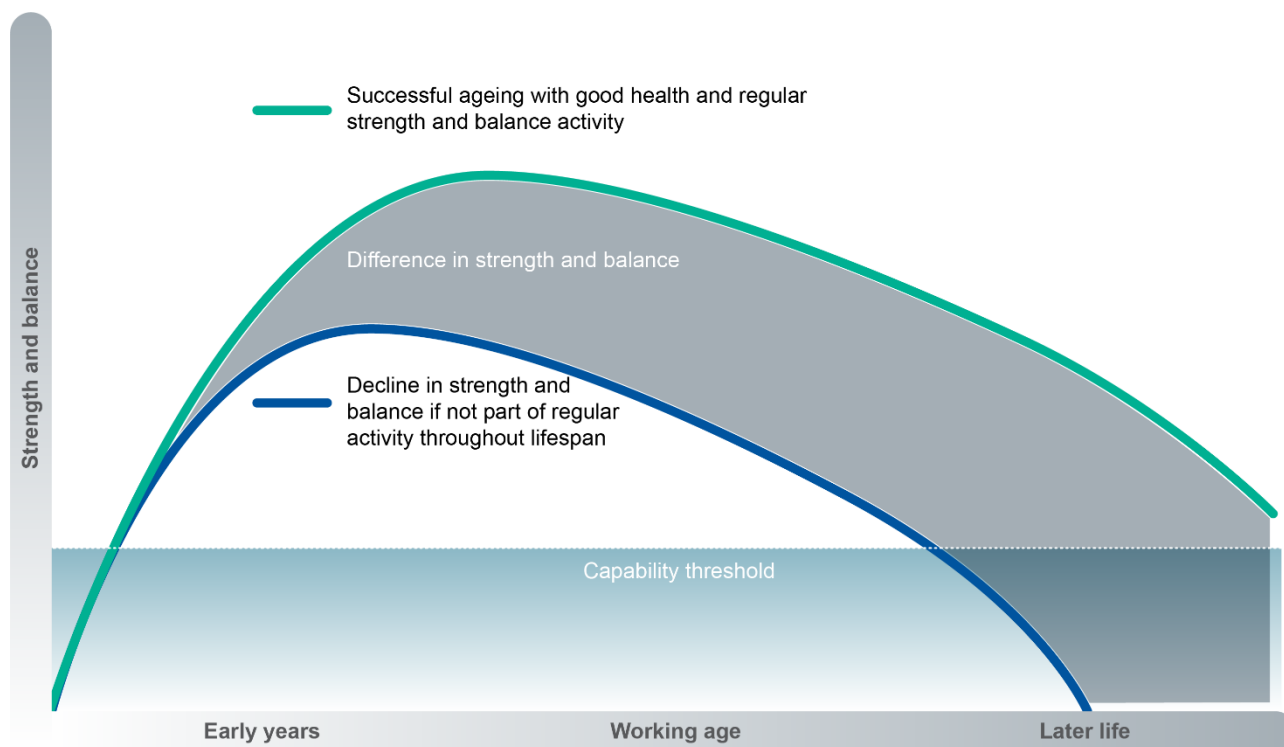 Strength and balance
Successful ageing with good health and regular
strength and balance activity
Difference in strength and balance
Decline in strength and
balance if not part of regular
activity throughout lifespan
Capability threshold
Early years
Working age
Later life